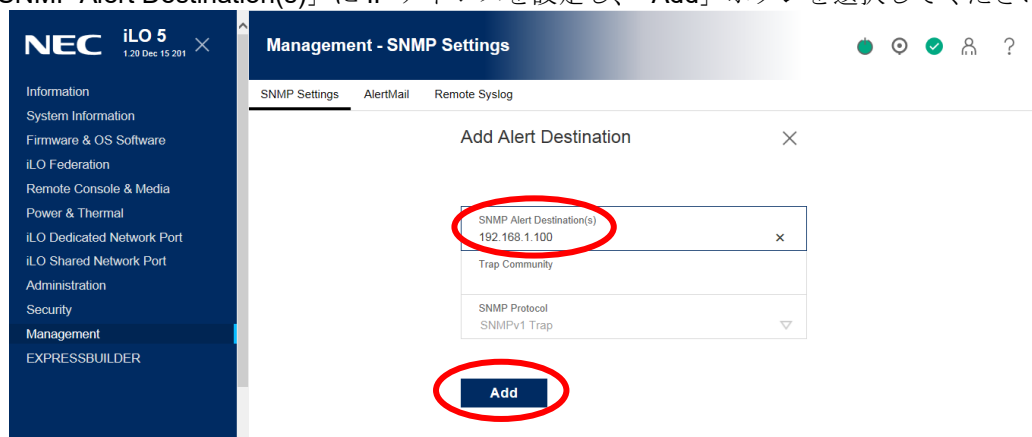 SNMP Alert Destination(s)」に IP アドレスを設定し、「Add」ボタンを選択してください
NEC iLO 5
1.20 Dec 15 201
Management - SNMP Settings
?
Information
System Information
Firmware & OS Software
iLO Federation
Remote Console & Media
Power & Thermal
iLO Dedicated Network Port
iLO Shared Network Port
Administration
Security
Management
EXPRESSBUILDER
SNMP Settings AlertMail Remote Syslog
Add Alert Destination
SNMP Alert Destination(s)
192.168.1.100
Trap Community
SNMP Protocol
SNMPv1 Trap
Add